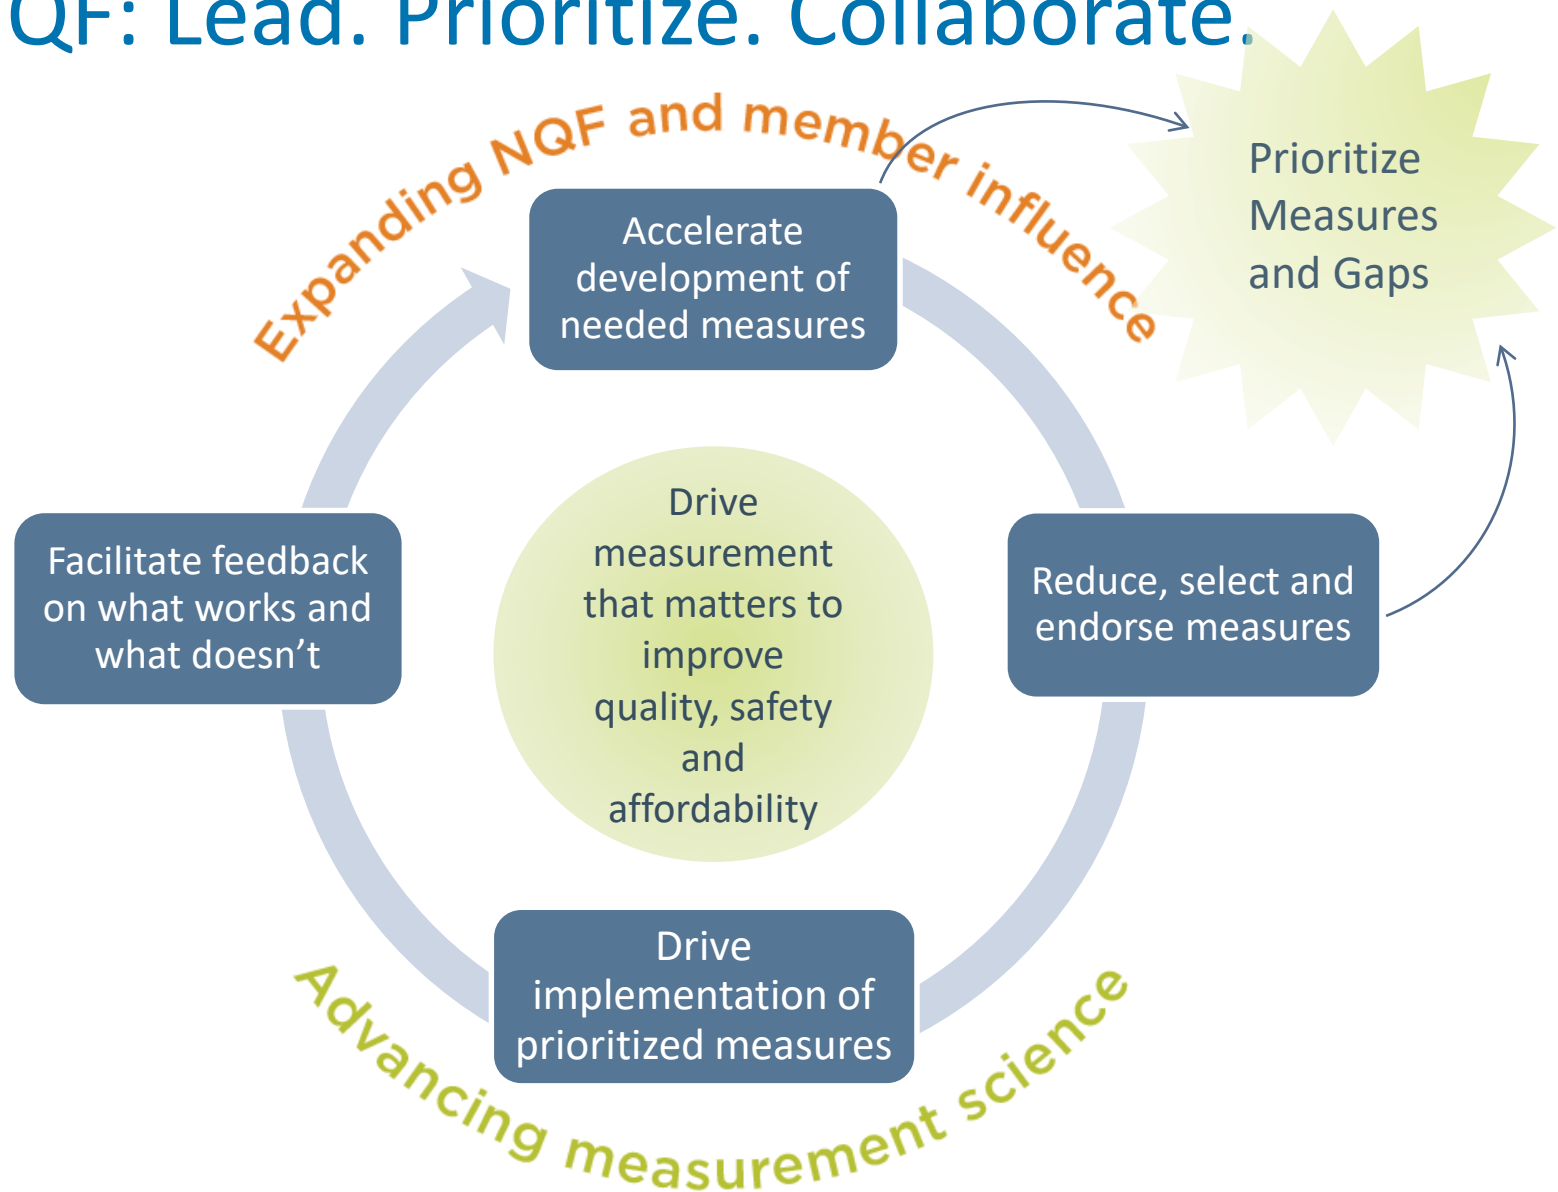 QF: Lead. Prioritize. Collaborate.
Expanding NQF and member influence
Prioritize
Measures
and Gaps
Accelerate
development of
needed measures
Drive
measurement
that matters to
improve
quality, safety
and
affordability
Facilitate feedback
on what works and
what doesn’t
Reduce, select and
endorse measures
Drive
implementation of
prioritized measures
Advancing measurement science